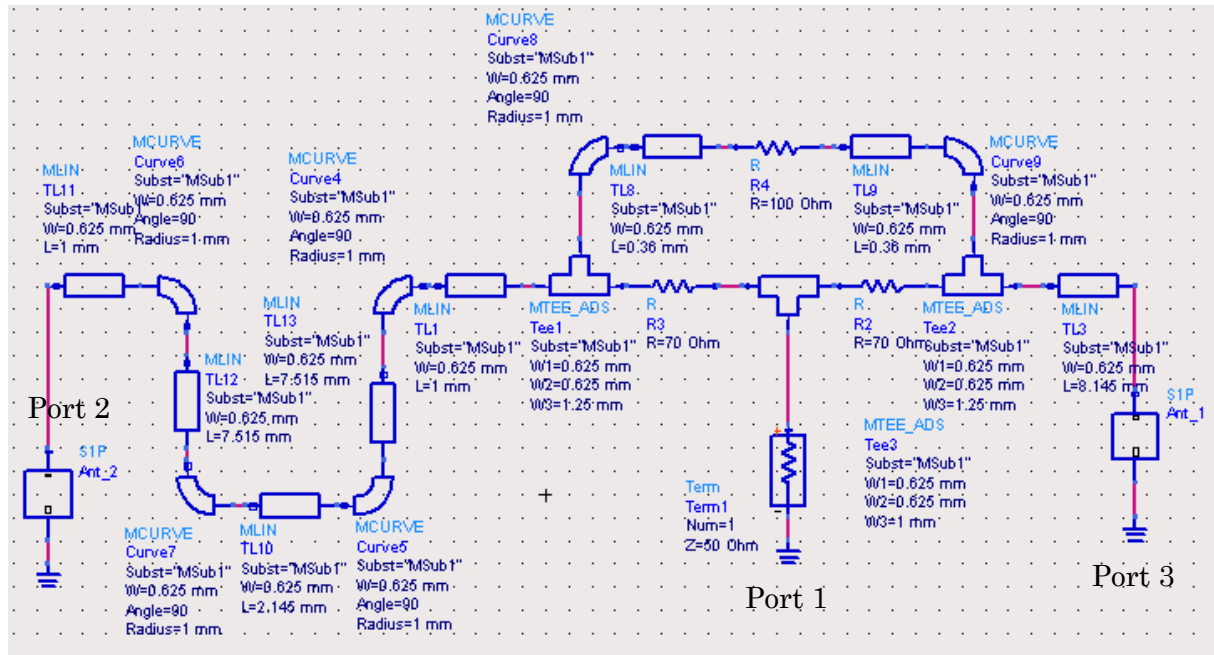 MCURVE
Curve8
Subst="MSub1"
W=0.625 mm
Angle=90
Radius=1 mm
MCURVE
Curve6
Subst="MSub1"
W=0.625 mm
Angle=90
Radius=1 mm
MLIN
TL11
Subst="MSub1"
W=0.625 mm
L=1 mm
MCURVE
Curve4
Subst="MSub1"
W=0.625 mm
Angle=90
Radius=1 mm
MLIN
TL8
Subst="MSub1"
W=0.625 mm
L=0.36 mm
R
R4
R=100 Ohm
MLIN
TL9
Subst="MSub1"
W=0.625 mm
L=0.36 mm
MCURVE
Curve9
Subst="MSub1"
W=0.625 mm
Angle=90
Radius=1 mm
MLIN
TL13
Subst="MSub1"
W=0.625 mm
L=7.515 mm
MLIN
TL1
Subst="MSub1"
W=0.625 mm
L=1 mm
MTEE_ADS
Tee1
Subst="MSub1"
W1=0.625 mm
W2=0.625 mm
W3=1.25 mm
R
R3
R=70 Ohm
R
R2
R=70 Ohm
MTEE_ADS
Tee2
Subst="MSub1"
W1=0.625 mm
W2=0.625 mm
W3=1.25 mm
MLIN
TL3
Subst="MSub1"
W=0.625 mm
L=8.145 mm
MLIN
TL12
Subst="MSub1"
W=0.625 mm
L=7.515 mm
Port 2
S1P
Ant_2
S1P
Ant_1
MTEE_ADS
Tee3
Subst="MSub1"
W1=0.625 mm
W2=0.625 mm
W3=1 mm
+
-
Term
Term1
Num=1
Z=50 Ohm
MCURVE
Curve7
Subst="MSub1"
W=0.625 mm
Angle=90
Radius=1 mm
MLIN
TL10
Subst="MSub1"
W=0.625 mm
L=2.145 mm
MCURVE
Curve5
Subst="MSub1"
W=0.625 mm
Angle=90
Radius=1 mm
Port 1
Port 3